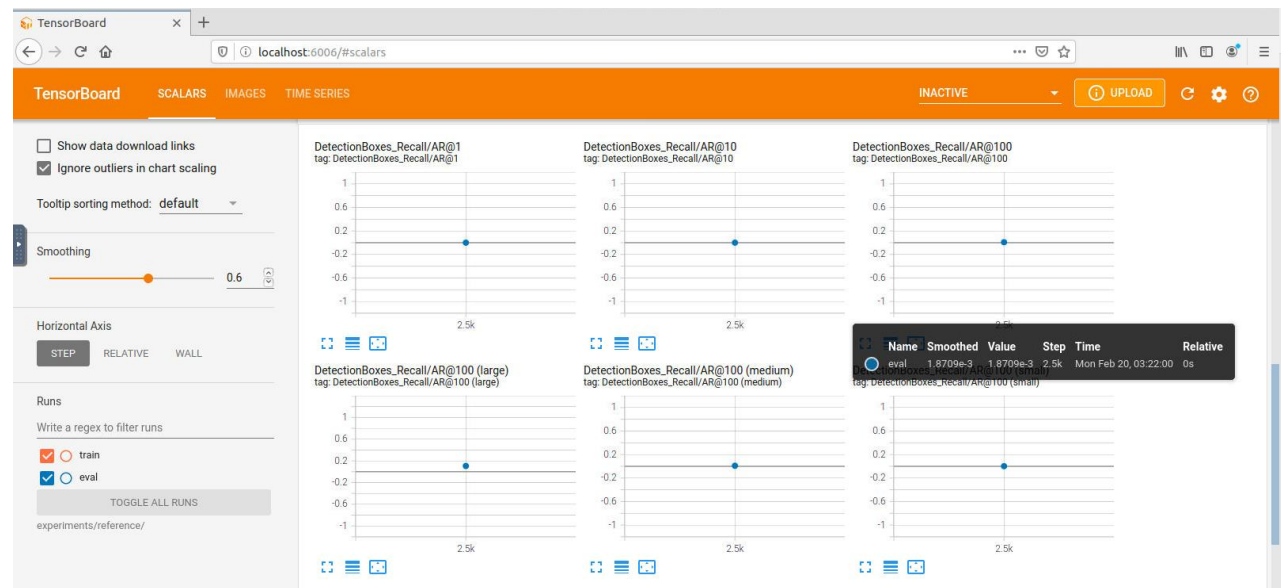 TensorBoard
localhost:6006/#scalars
TensorBoard SCALARS IMAGES TIME SERIES INACTIVE UPLOAD
Show data download links
Ignore outliers in chart scaling
Tooltip sorting method: default
Smoothing
0.6
Horizontal Axis
STEP RELATIVE WALL
Runs
Write a regex to filter runs
train
eval
TOGGLE ALL RUNS
experiments/reference/
DetectionBoxes_Recall/AR@1
tag: DetectionBoxes_Recall/AR@1
1
0.6
0.2
-0.2
-0.6
-1
2.5k
DetectionBoxes_Recall/AR@10
tag: DetectionBoxes_Recall/AR@10
1
0.6
0.2
-0.2
-0.6
-1
2.5k
DetectionBoxes_Recall/AR@100
tag: DetectionBoxes_Recall/AR@100
1
0.6
0.2
-0.2
-0.6
-1
2.5k
Name Smoothed Value Step Time Relative
eval 1.8709e-3 1.8709e-3 2.5k Mon Feb 20, 03:22:00 0s
DetectionBoxes_Recall/AR@100 (large)
tag: DetectionBoxes_Recall/AR@100 (large)
1
0.6
0.2
-0.2
-0.6
-1
2.5k
DetectionBoxes_Recall/AR@100 (medium)
tag: DetectionBoxes_Recall/AR@100 (medium)
1
0.6
0.2
-0.2
-0.6
-1
2.5k
DetectionBoxes_Recall/AR@100 (small)
tag: DetectionBoxes_Recall/AR@100 (small)
1
0.6
0.2
-0.2
-0.6
-1
2.5k